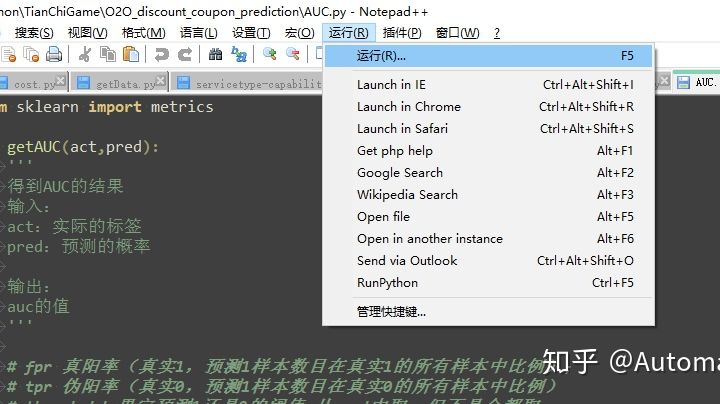 non\TianChiGame\O2O_discount_coupon_prediction\AUC.py - Notepad++
搜索(S) 视图(V) 格式(M) 语言(L) 设置(T) 宏(O) 运行(R) 插件(P) 窗口(W) ?
cost.py getData.py servicetype-capabilit AUC.
运行(R)... F5
Launch in IE Ctrl+Alt+Shift+I
Launch in Chrome Ctrl+Alt+Shift+R
Launch in Safari Ctrl+Alt+Shift+S
Get php help Alt+F1
Google Search Alt+F2
Wikipedia Search Alt+F3
Open file Alt+F5
Open in another instance Alt+F6
Send via Outlook Ctrl+Alt+Shift+O
RunPython Ctrl+F5
管理快捷键...
m sklearn import metrics
getAUC(act,pred):
'''
得到AUC的结果
输入:
act: 实际的标签
pred: 预测的概率
输出:
auc的值
'''
# fpr 真阳率（真实1，预测1样本数目在真实1的所有样本中比例）
# tpr 伪阳率（真实0，预测1样本数目在真实0的所有样本中比例）
知乎 @Automa